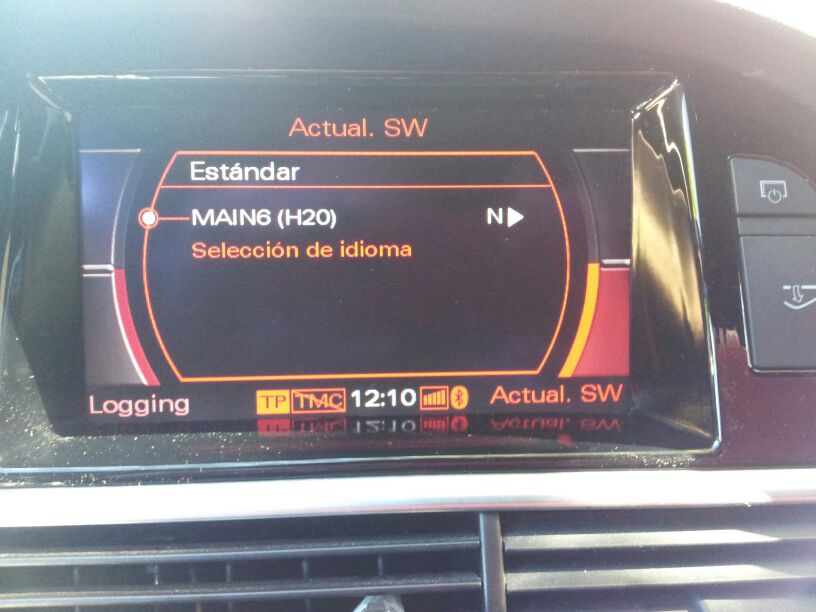 Actual. SW
Estándar
MAIN6 (H20) N
Selección de idioma
Logging TP TMC 12:10 Actual. SW